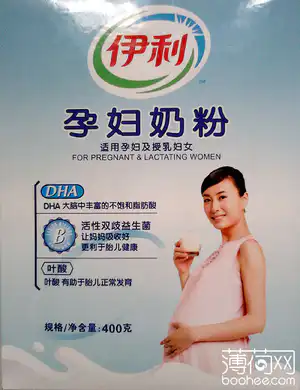 伊利
孕妇奶粉
适用孕妇及授乳妇女
FOR PREGNANT & LACTATING WOMEN
DHA
DHA 大脑中丰富的不饱和脂肪酸
B
活性双歧益生菌
让妈妈吸收好
更利于胎儿健康
叶酸
叶酸 有助于胎儿正常发育
规格/净含量:400克
薄荷网
boohee.com